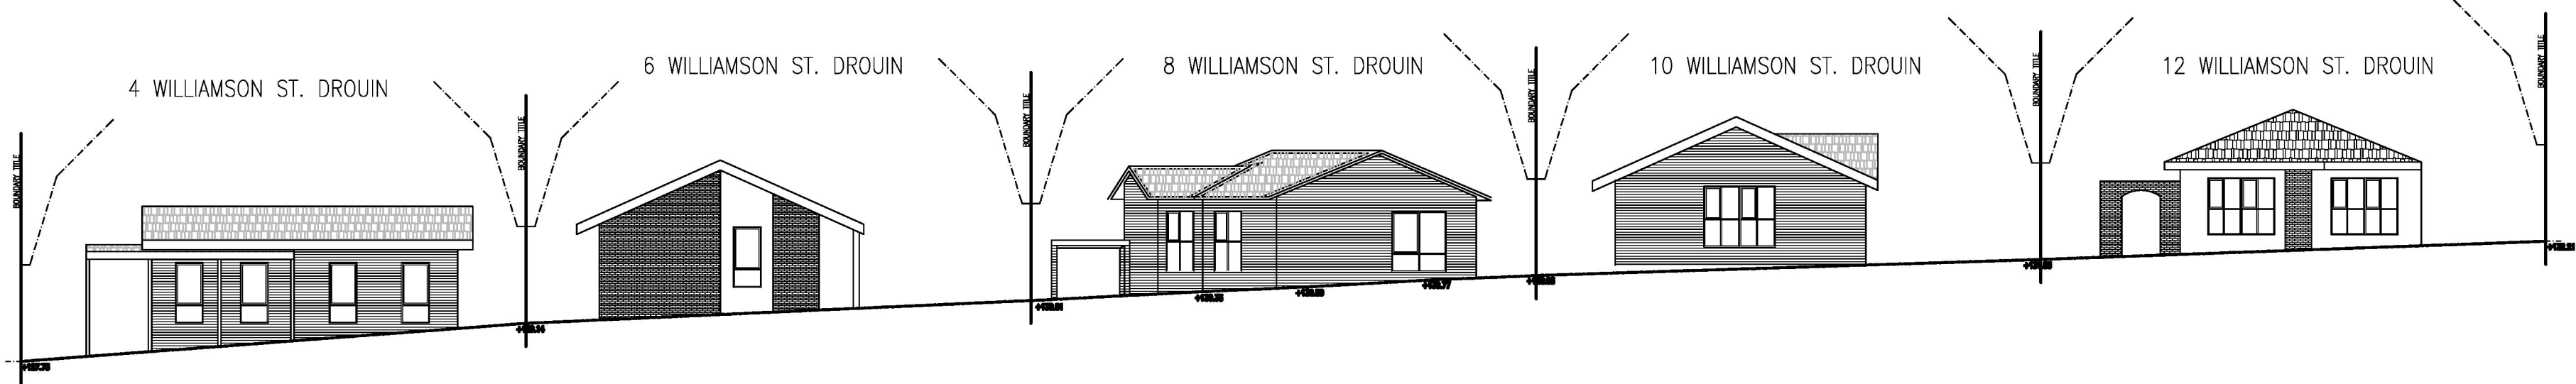 4 WILLIAMSON ST. DROUIN
6 WILLIAMSON ST. DROUIN
8 WILLIAMSON ST. DROUIN
10 WILLIAMSON ST. DROUIN
12 WILLIAMSON ST. DROUIN
BOUNDARY TITLE
BOUNDARY TITLE
BOUNDARY TITLE
BOUNDARY TITLE
BOUNDARY TITLE
BOUNDARY TITLE